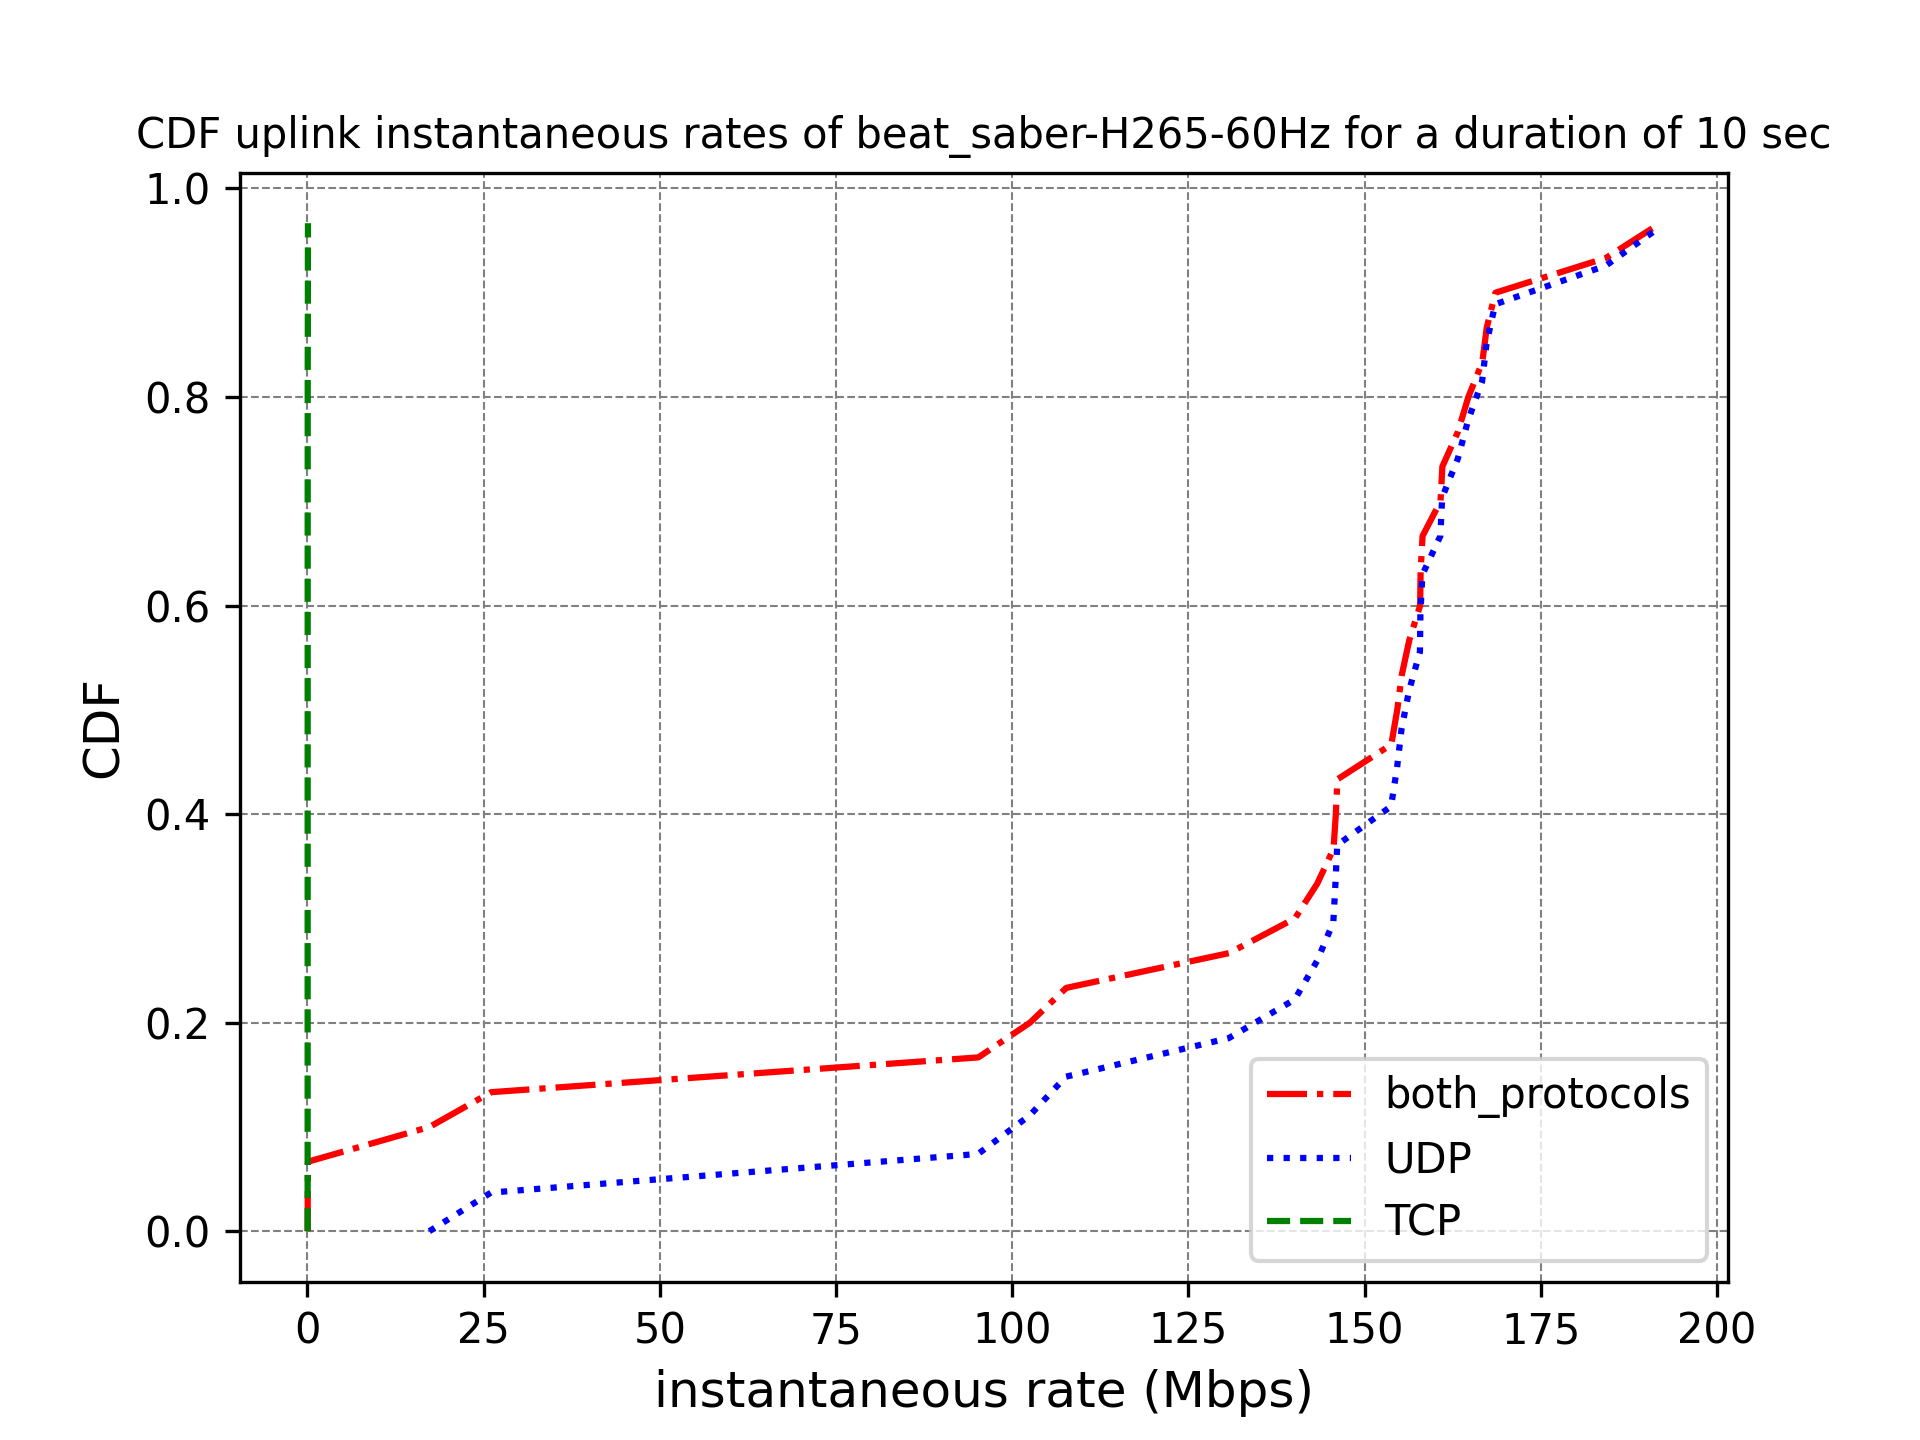 CDF uplink instantaneous rates of beat_saber-H265-60Hz for a duration of 10 sec
1.0
0.8
0.6
0.4
0.2
0.0
CDF
both_protocols
UDP
TCP
0 25 50 75 100 125 150 175 200
instantaneous rate (Mbps)